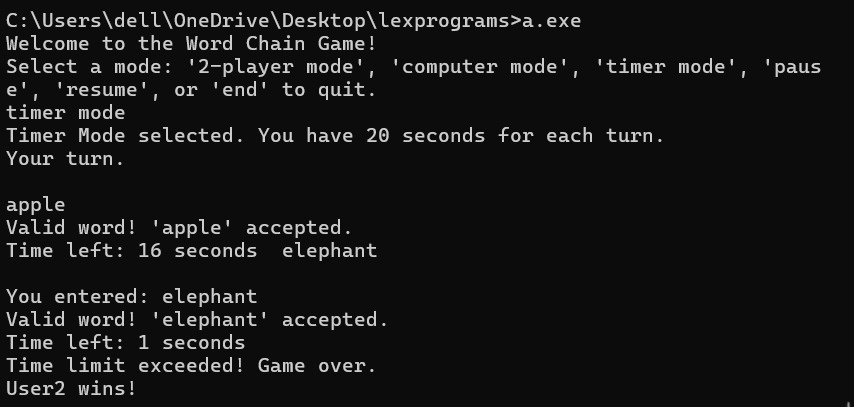 C:\Users\dell\OneDrive\Desktop\lexprograms>a.exe
Welcome to the Word Chain Game!
Select a mode: '2-player mode', 'computer mode', 'timer mode', 'paus
e', 'resume', or 'end' to quit.
timer mode
Timer Mode selected. You have 20 seconds for each turn.
Your turn.
apple
Valid word! 'apple' accepted.
Time left: 16 seconds  elephant
You entered: elephant
Valid word! 'elephant' accepted.
Time left: 1 seconds
Time limit exceeded! Game over.
User2 wins!